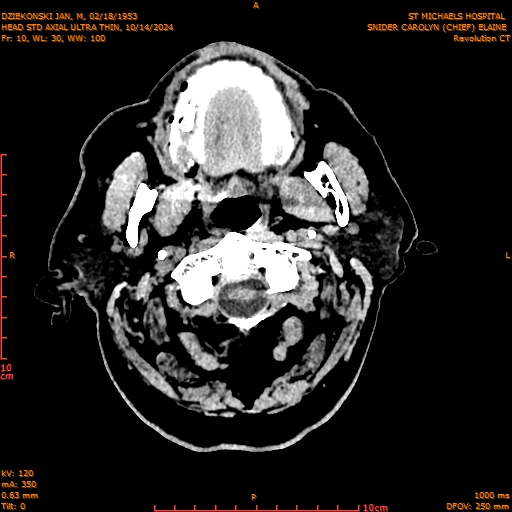 A
DZIEKONSKI JAN, M, 02/18/1953
HEAD STD AXIAL ULTRA THIN, 10/14/2024
Fr: 10, WL: 30, WW: 100
ST MICHAELS HOSPITAL
SNIDER CAROLYN (CHIEF) ELAINE
Revolution CT
R
L
10
cm
kV: 120
mA: 350
0.63 mm
Tilt: 0
P
10cm
1000 ms
DFOV: 250 mm